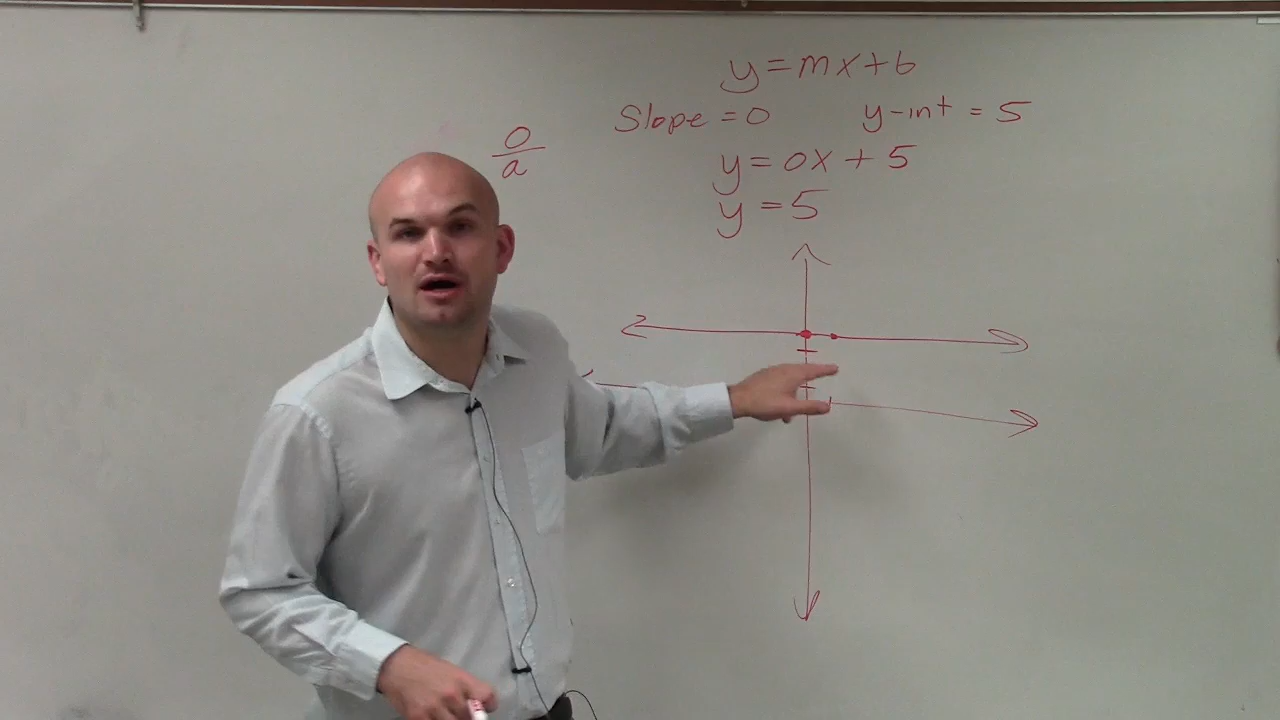 y = mx + b
Slope = 0 y-int = 5
0/a
y = 0x + 5
y = 5